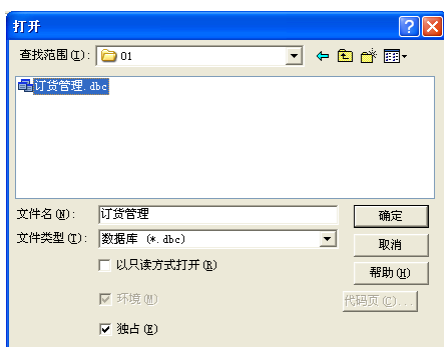 打开
查找范围(I): 01
订货管理.dbc
文件名(N): 订货管理 确定
文件类型(T): 数据库 (*.dbc) 取消
以只读方式打开(R) 帮助(H)
环境(M) 代码页(C)...
独占(E)